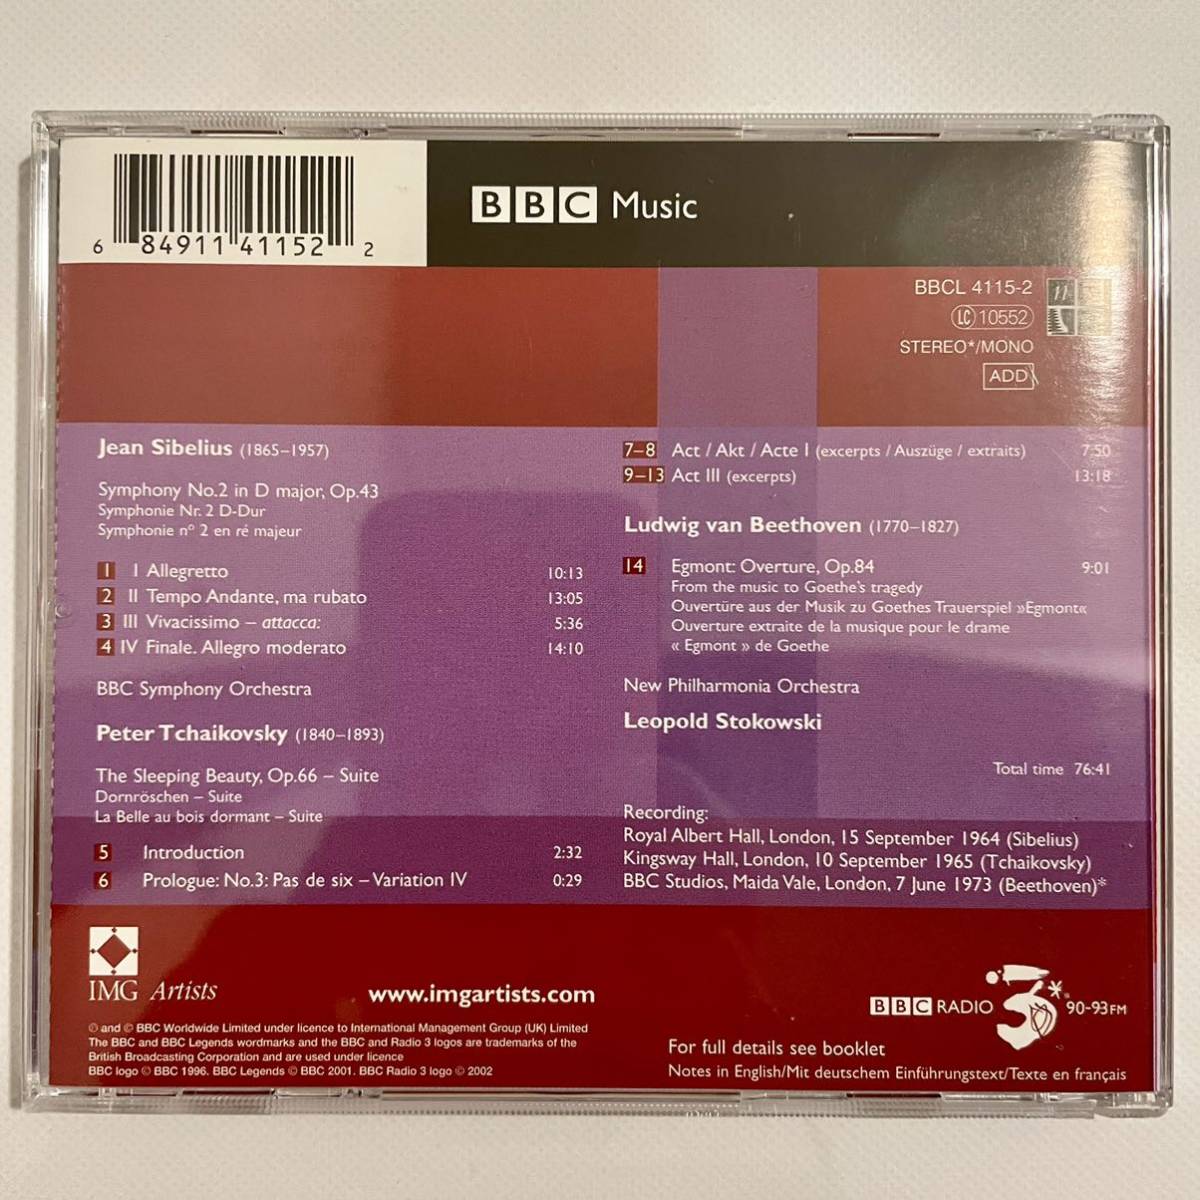 6 84911 41152 2
BBC Music
BBCL 4115-2
LC 10552
STEREO*/MONO
ADD
Jean Sibelius (1865–1957)
Symphony No.2 in D major, Op.43
Symphonie Nr. 2 D-Dur
Symphonie n° 2 en ré majeur
1 I Allegretto 10:13
2 II Tempo Andante, ma rubato 13:05
3 III Vivacissimo – attacca: 5:36
4 IV Finale. Allegro moderato 14:10
BBC Symphony Orchestra
Peter Tchaikovsky (1840–1893)
The Sleeping Beauty, Op.66 – Suite
Dornröschen – Suite
La Belle au bois dormant – Suite
5 Introduction 2:32
6 Prologue: No.3: Pas de six – Variation IV 0:29
7–8 Act / Akt / Acte I (excerpts / Auszüge / extraits) 7:50
9–13 Act III (excerpts) 13:18
Ludwig van Beethoven (1770–1827)
14 Egmont: Overture, Op.84 9:01
From the music to Goethe's tragedy
Ouvertüre aus der Musik zu Goethes Trauerspiel »Egmont«
Ouverture extraite de la musique pour le drame
« Egmont » de Goethe
New Philharmonia Orchestra
Leopold Stokowski
Total time 76:41
Recording:
Royal Albert Hall, London, 15 September 1964 (Sibelius)
Kingsway Hall, London, 10 September 1965 (Tchaikovsky)
BBC Studios, Maida Vale, London, 7 June 1973 (Beethoven)*
IMG Artists
www.imgartists.com
BBC RADIO 3 90-93FM
℗ and © BBC Worldwide Limited under licence to International Management Group (UK) Limited
The BBC and BBC Legends wordmarks and the BBC and Radio 3 logos are trademarks of the
British Broadcasting Corporation and are used under licence
BBC logo © BBC 1996. BBC Legends © BBC 2001. BBC Radio 3 logo © 2002
For full details see booklet
Notes in English/Mit deutschem Einführungstext/Texte en français